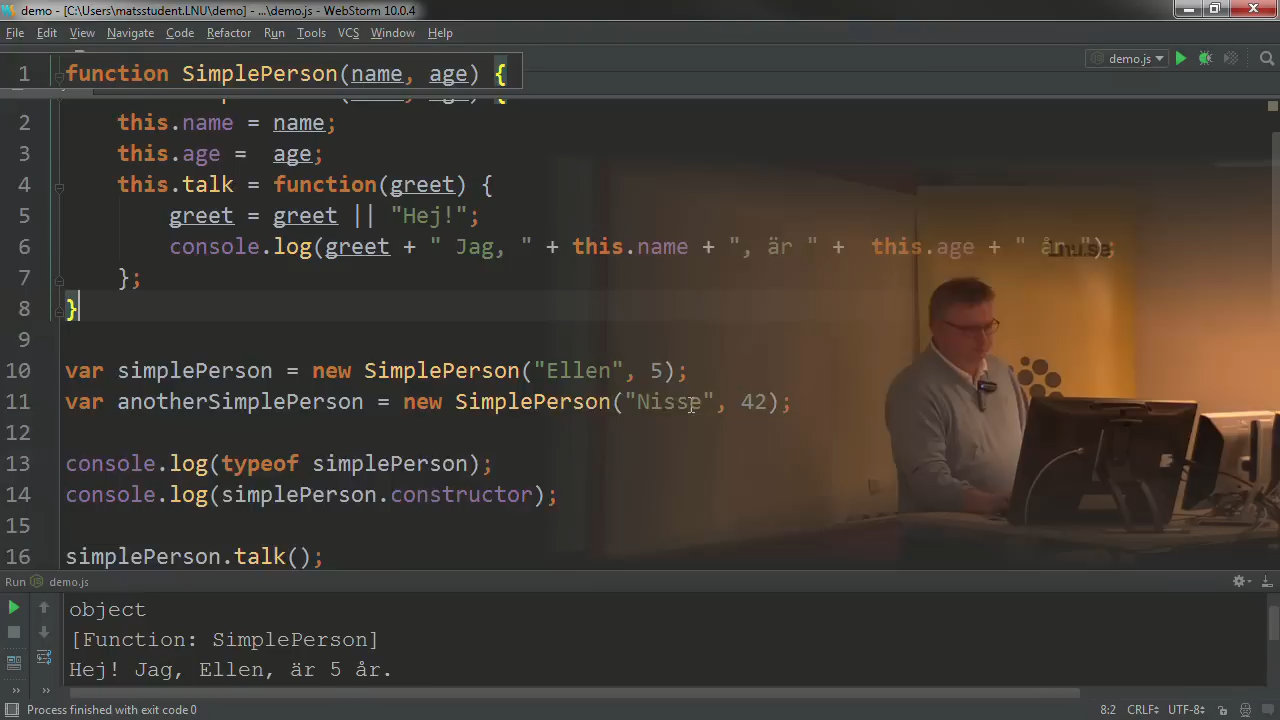 demo - [C:\Users\matsstudent.LNU\demo] - ...\demo.js - WebStorm 10.0.4
File Edit View Navigate Code Refactor Run Tools VCS Window Help
demo.js
1 function SimplePerson(name, age) {
2 this.name = name;
3 this.age =  age;
4 this.talk = function(greet) {
5 greet = greet || "Hej!";
6 console.log(greet + " Jag, " + this.name + ", är " +  this.age + " år.");
lnu.se
7 };
8 }
9
10 var simplePerson = new SimplePerson("Ellen", 5);
11 var anotherSimplePerson = new SimplePerson("Nisse", 42);
12
13 console.log(typeof simplePerson);
14 console.log(simplePerson.constructor);
15
16 simplePerson.talk();
Run demo.js
object
[Function: SimplePerson]
Hej! Jag, Ellen, är 5 år.
Process finished with exit code 0
8:2 CRLF UTF-8